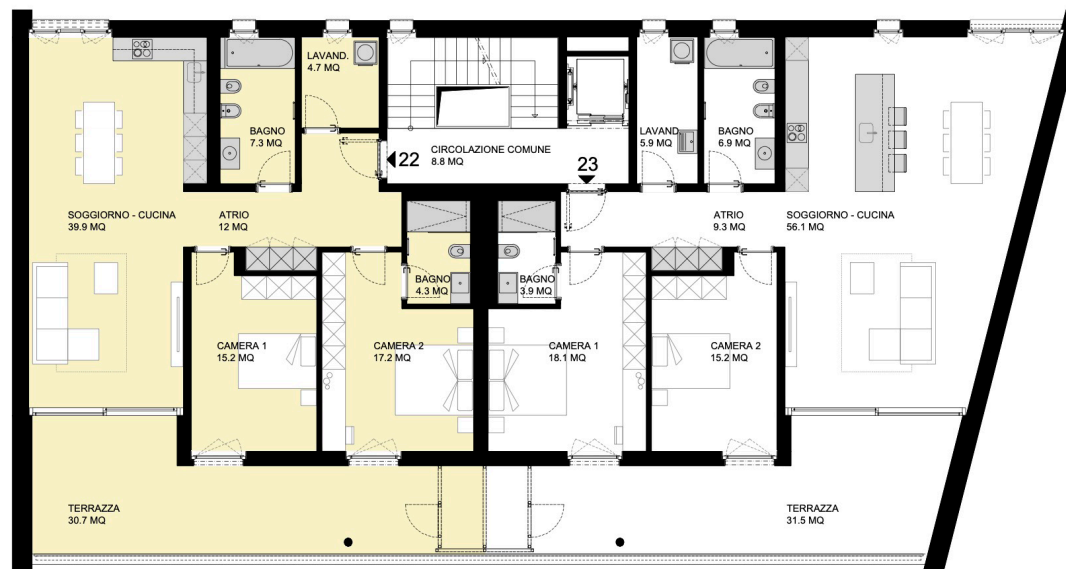 LAVAND.
4.7 MQ
BAGNO
7.3 MQ
CIRCOLAZIONE COMUNE
8.8 MQ
22
23
LAVAND.
5.9 MQ
BAGNO
6.9 MQ
SOGGIORNO - CUCINA
39.9 MQ
ATRIO
12 MQ
ATRIO
9.3 MQ
SOGGIORNO - CUCINA
56.1 MQ
BAGNO
4.3 MQ
BAGNO
3.9 MQ
CAMERA 1
15.2 MQ
CAMERA 2
17.2 MQ
CAMERA 1
18.1 MQ
CAMERA 2
15.2 MQ
TERRAZZA
30.7 MQ
TERRAZZA
31.5 MQ